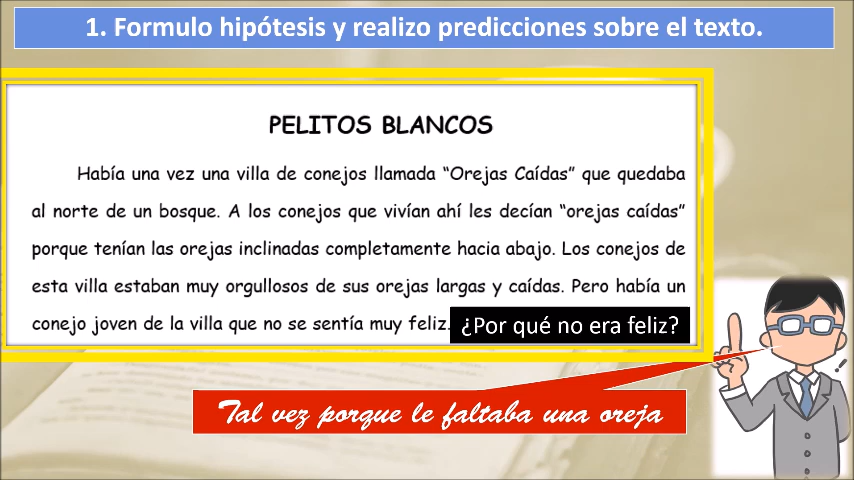 1. Formulo hipótesis y realizo predicciones sobre el texto.
PELITOS BLANCOS
Había una vez una villa de conejos llamada “Orejas Caídas” que quedaba
al norte de un bosque. A los conejos que vivían ahí les decían “orejas caídas”
porque tenían las orejas inclinadas completamente hacia abajo. Los conejos de
esta villa estaban muy orgullosos de sus orejas largas y caídas. Pero había un
conejo joven de la villa que no se sentía muy feliz. ¿Por qué no era feliz?
Tal vez porque le faltaba una oreja